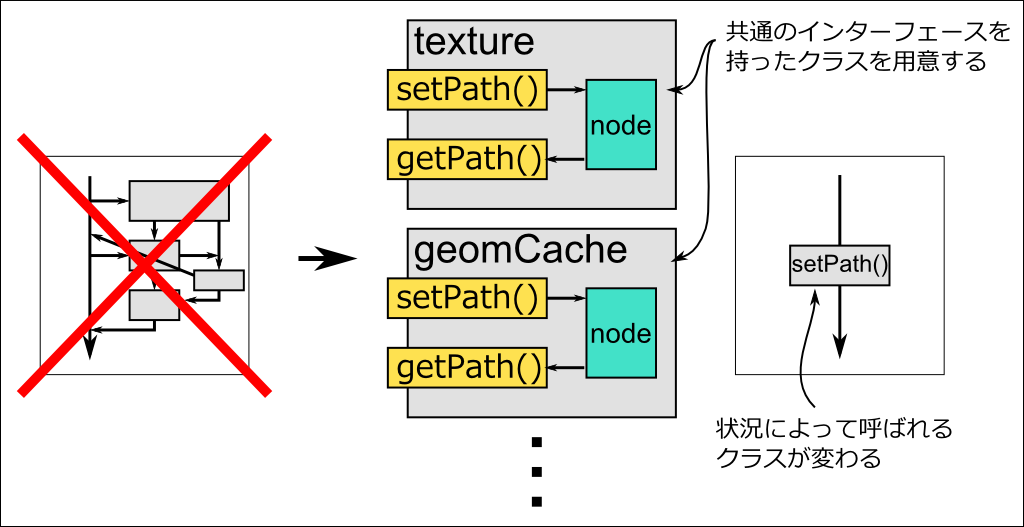 texture
setPath()
getPath()
node
geomCache
setPath()
getPath()
node
共通のインターフェースを
持ったクラスを用意する
setPath()
状況によって呼ばれる
クラスが変わる